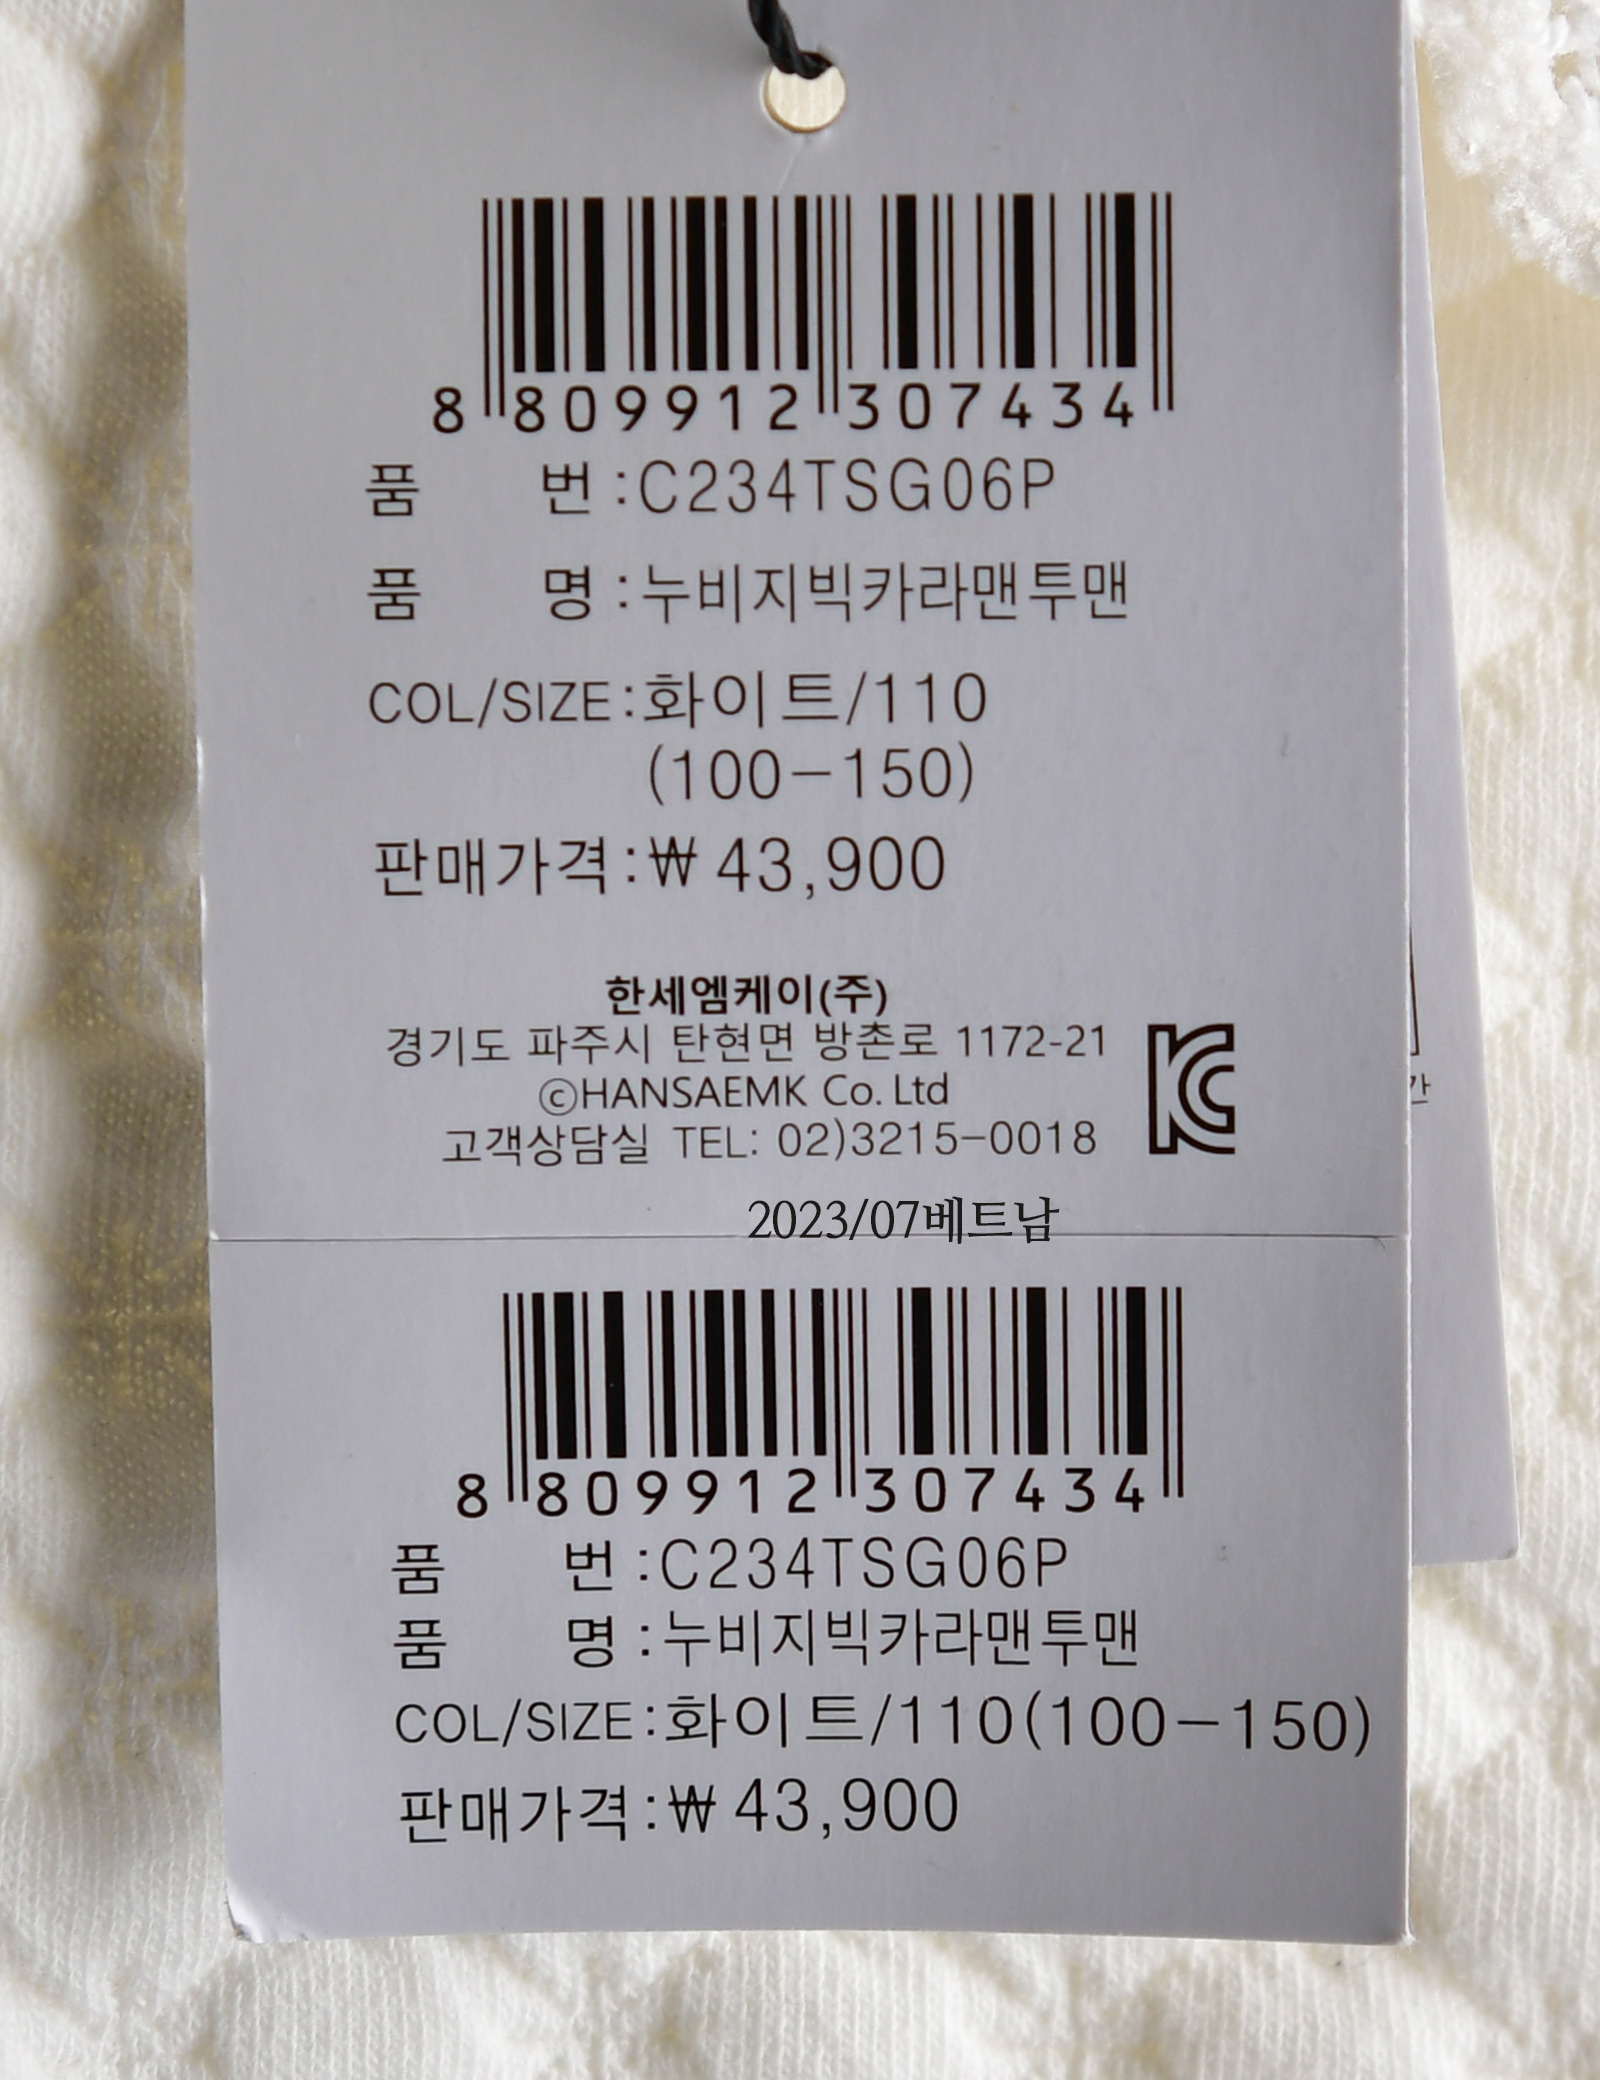 8 809912 307434
품 번 : C234TSG06P
품 명 : 누비지빅카라맨투맨
COL/SIZE : 화이트/110
(100-150)
판매가격 : ₩ 43,900
한세엠케이(주)
경기도 파주시 탄현면 방촌로 1172-21
ⓒHANSAEMK Co. Ltd
고객상담실 TEL: 02)3215-0018
KC
2023/07베트남
8 809912 307434
품 번 : C234TSG06P
품 명 : 누비지빅카라맨투맨
COL/SIZE : 화이트/110(100-150)
판매가격 : ₩ 43,900